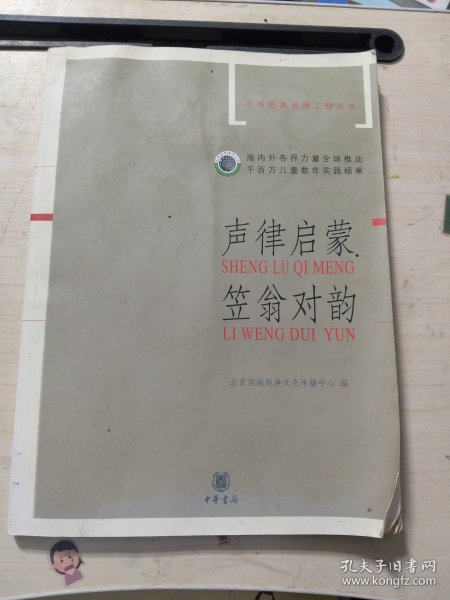 中华经典诵读工程丛书
海内外各界力量全球推动
千百万儿童数年实践硕果
声律启蒙·
SHENG LU QI MENG
笠翁对韵
LI WENG DUI YUN
北京四海经典文化传播中心 编
中华书局
孔夫子旧书网
www.kongfz.com